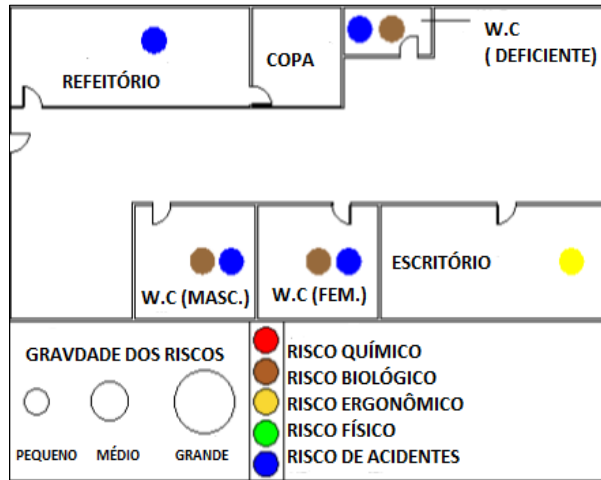 W.C
( DEFICIENTE)
COPA
REFEITÓRIO
ESCRITÓRIO
W.C (MASC.)
W.C (FEM.)
GRAVDADE DOS RISCOS
PEQUENO
MÉDIO
GRANDE
RISCO QUÍMICO
RISCO BIOLÓGICO
RISCO ERGONÔMICO
RISCO FÍSICO
RISCO DE ACIDENTES